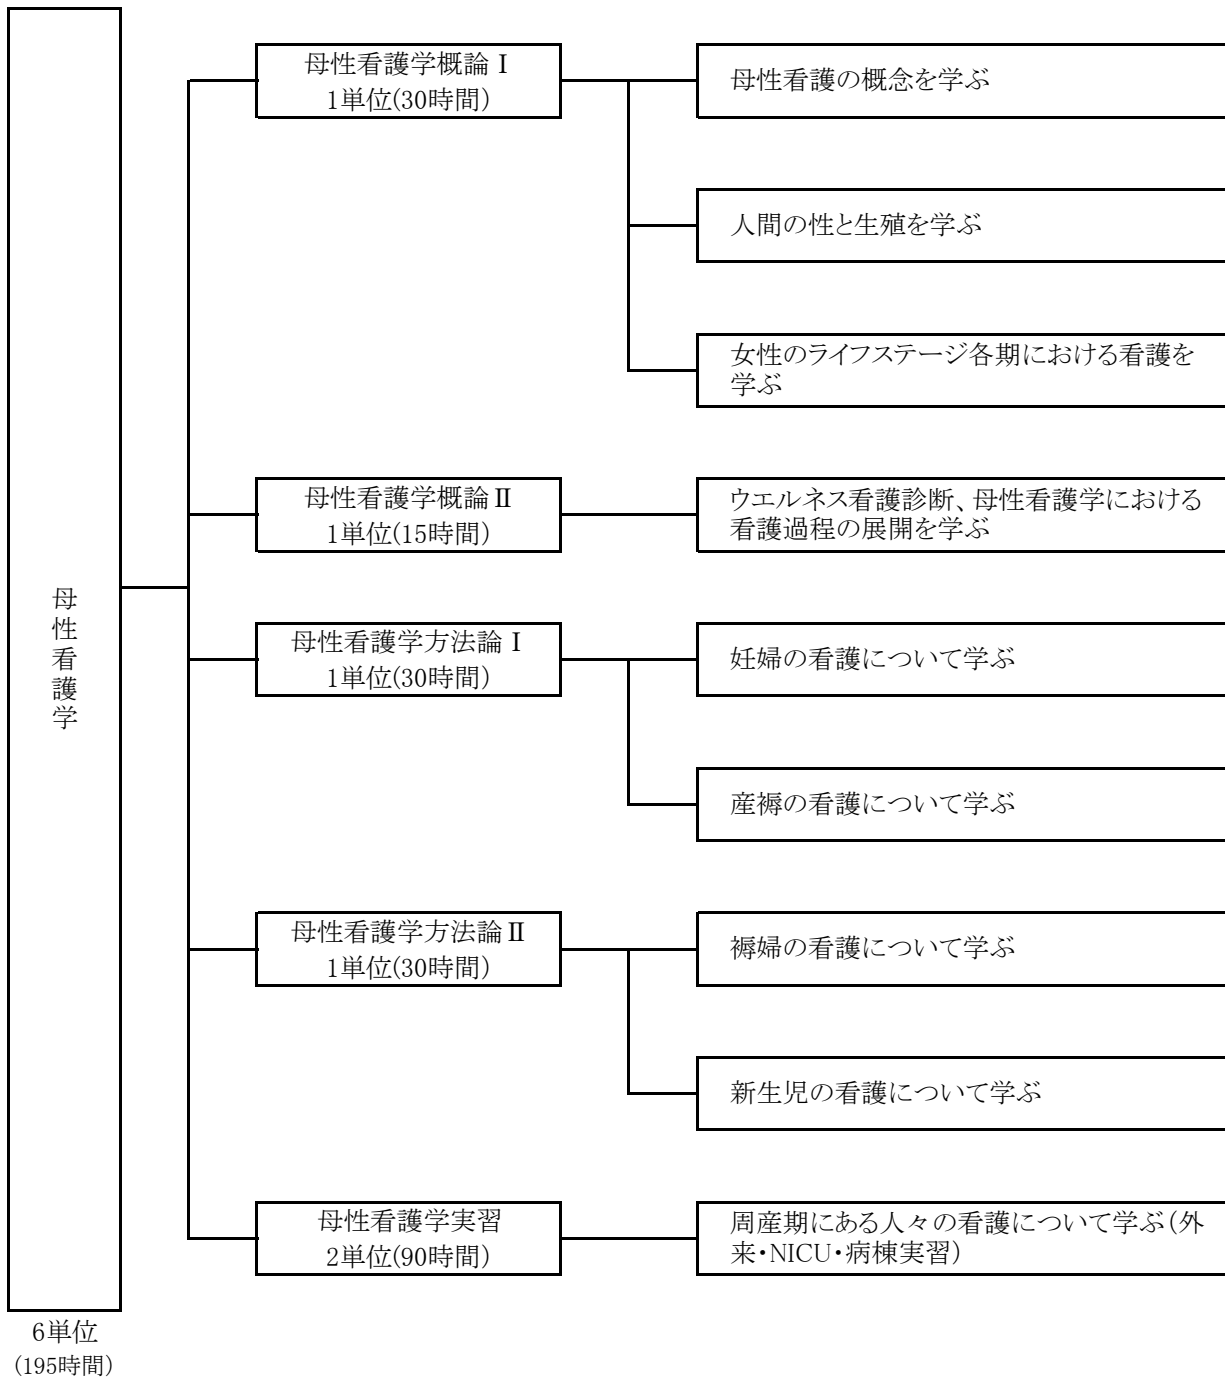 母性看護学
6単位
(195時間)
母性看護学概論Ⅰ
1単位(30時間)
母性看護の概念を学ぶ
人間の性と生殖を学ぶ
女性のライフステージ各期における看護を
学ぶ
母性看護学概論Ⅱ
1単位(15時間)
ウエルネス看護診断、母性看護学における
看護過程の展開を学ぶ
母性看護学方法論Ⅰ
1単位(30時間)
妊婦の看護について学ぶ
産褥の看護について学ぶ
母性看護学方法論Ⅱ
1単位(30時間)
褥婦の看護について学ぶ
新生児の看護について学ぶ
母性看護学実習
2単位(90時間)
周産期にある人々の看護について学ぶ(外
来・NICU・病棟実習)